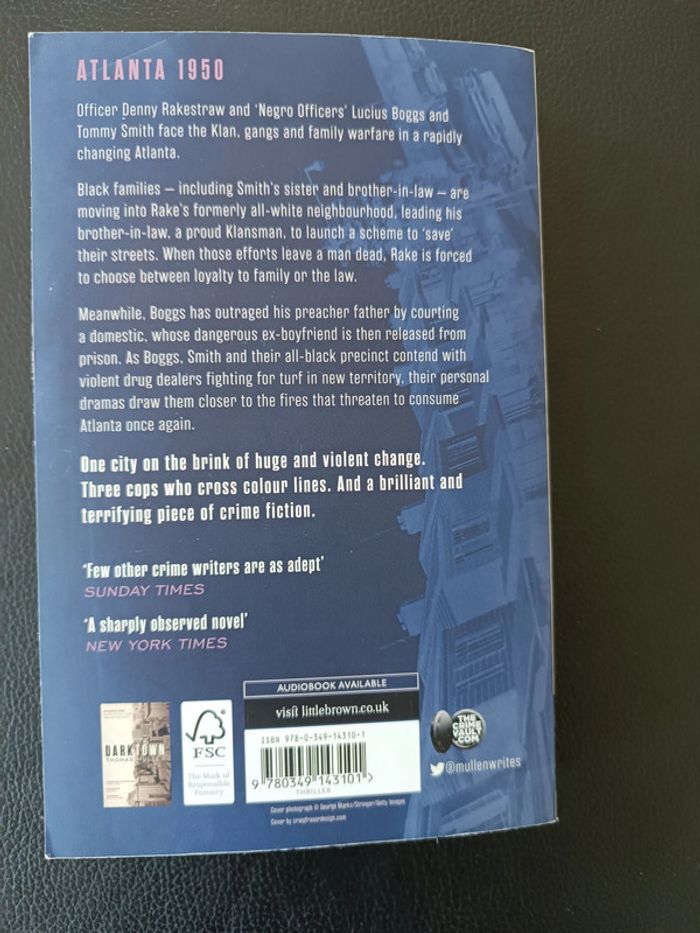 ATLANTA 1950
Officer Denny Rakestraw and 'Negro Officers' Lucius Boggs and
Tommy Smith face the Klan, gangs and family warfare in a rapidly
changing Atlanta.
Black families – including Smith's sister and brother-in-law – are
moving into Rake's formerly all-white neighbourhood, leading his
brother-in-law, a proud Klansman, to launch a scheme to 'save'
their streets. When those efforts leave a man dead, Rake is forced
to choose between loyalty to family or the law.
Meanwhile, Boggs has outraged his preacher father by courting
a domestic, whose dangerous ex-boyfriend is then released from
prison. As Boggs, Smith and their all-black precinct contend with
violent drug dealers fighting for turf in new territory, their personal
dramas draw them closer to the fires that threaten to consume
Atlanta once again.
One city on the brink of huge and violent change.
Three cops who cross colour lines. And a brilliant and
terrifying piece of crime fiction.
'Few other crime writers are as adept'
SUNDAY TIMES
'A sharply observed novel'
NEW YORK TIMES
AUDIOBOOK AVAILABLE
visit littlebrown.co.uk
ISBN 978-0-349-14310-1
9 780349 143101 >
THRILLER
DARKTOWN
THOMAS
FSC
The Mark of
Responsible
Forestry
THE
CRIME
VAULT
.COM
@mullenwrites
Cover photograph © George Marks/Stringer/Getty Images
Cover by craigfraserdesign.com